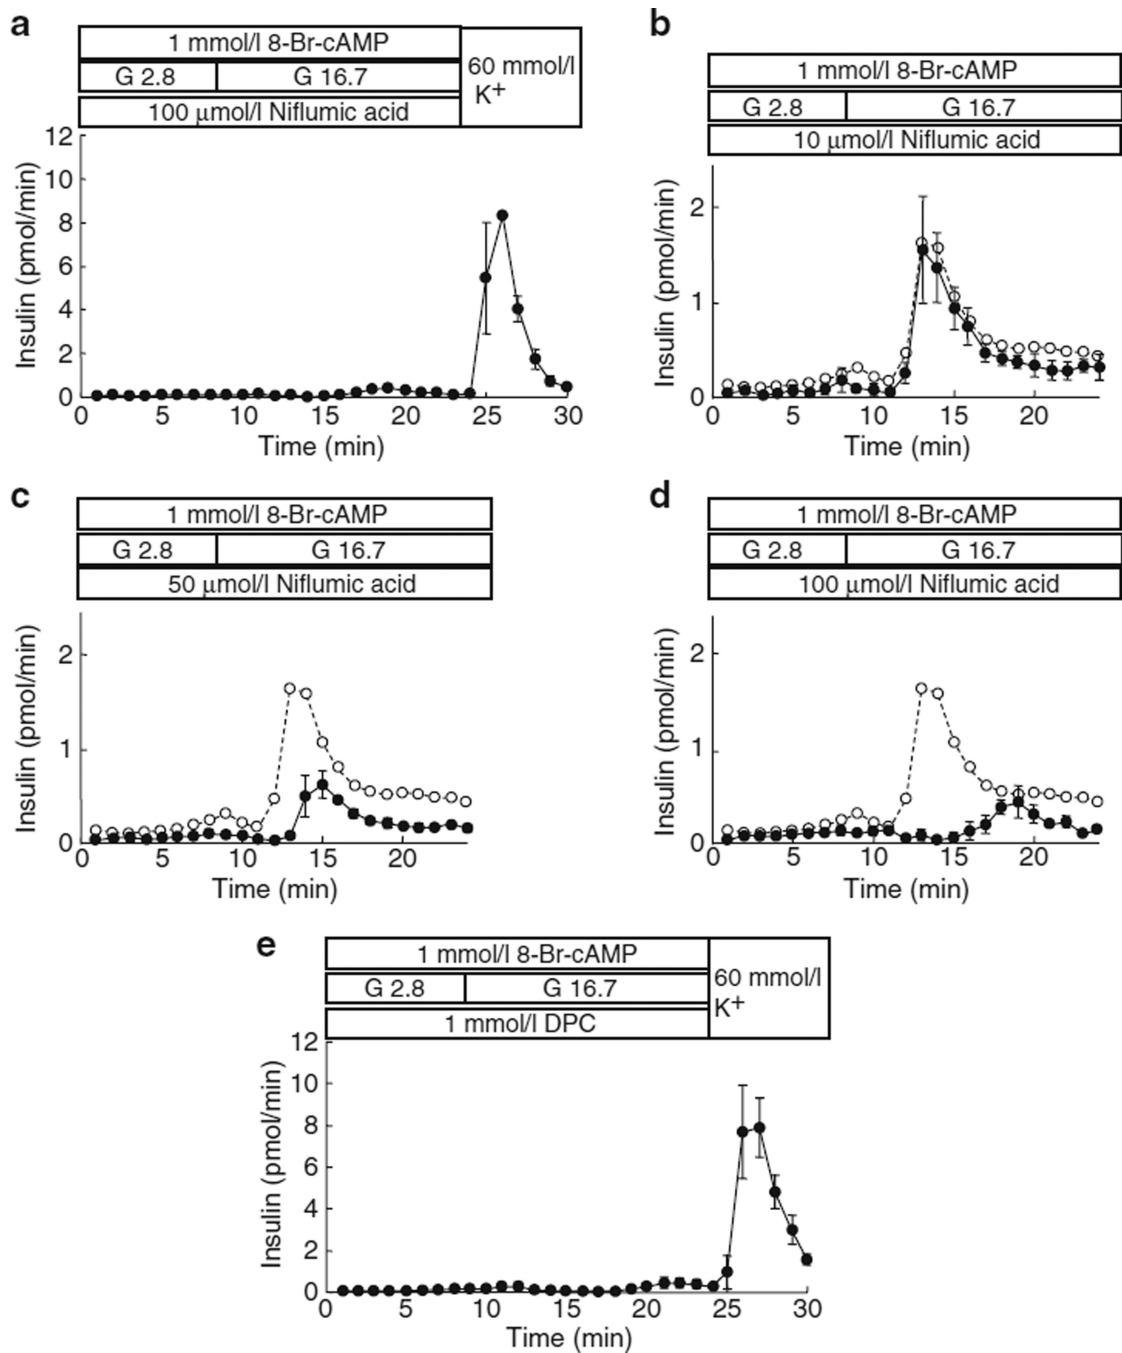 a
1 mmol/l 8-Br-cAMP
G 2.8
G 16.7
100 μmol/l Niflumic acid
60 mmol/l
K+
12
10
8
6
4
2
0
Insulin (pmol/min)
0
5
10
15
20
25
30
Time (min)
b
1 mmol/l 8-Br-cAMP
G 2.8
G 16.7
10 μmol/l Niflumic acid
2
1
0
Insulin (pmol/min)
0
5
10
15
20
Time (min)
c
1 mmol/l 8-Br-cAMP
G 2.8
G 16.7
50 μmol/l Niflumic acid
2
1
0
Insulin (pmol/min)
0
5
10
15
20
Time (min)
d
1 mmol/l 8-Br-cAMP
G 2.8
G 16.7
100 μmol/l Niflumic acid
2
1
0
Insulin (pmol/min)
0
5
10
15
20
Time (min)
e
1 mmol/l 8-Br-cAMP
G 2.8
G 16.7
1 mmol/l DPC
60 mmol/l
K+
12
10
8
6
4
2
0
Insulin (pmol/min)
0
5
10
15
20
25
30
Time (min)